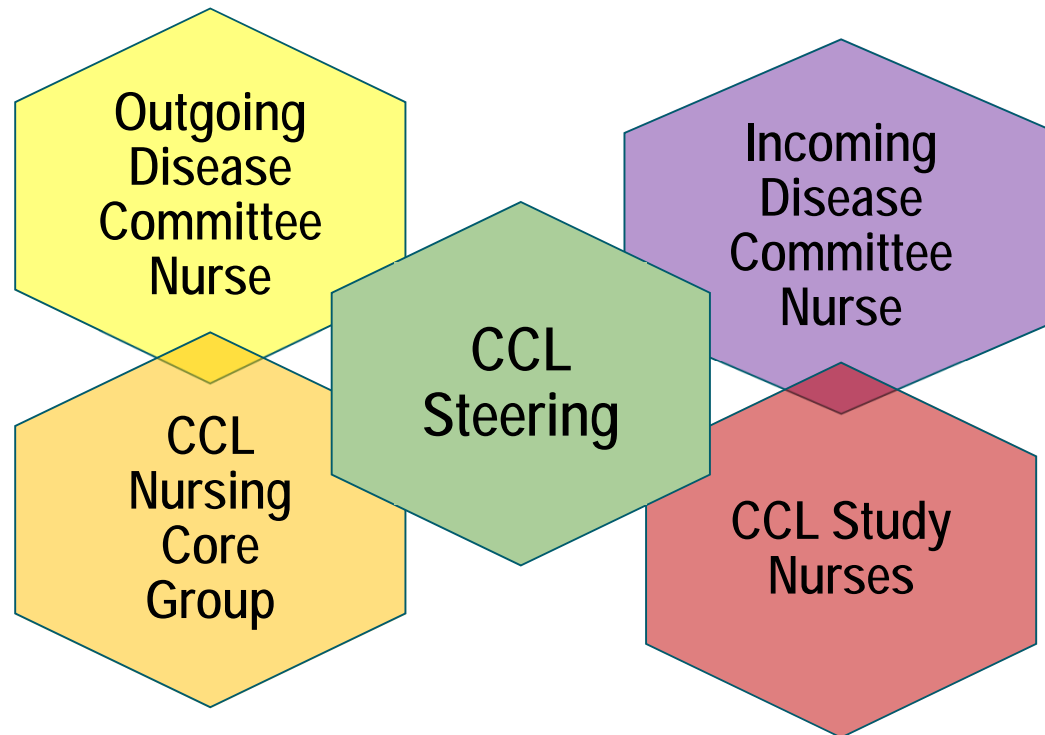 Outgoing
Disease
Committee
Nurse
Incoming
Disease
Committee
Nurse
CCL
Steering
CCL
Nursing
Core
Group
CCL Study
Nurses